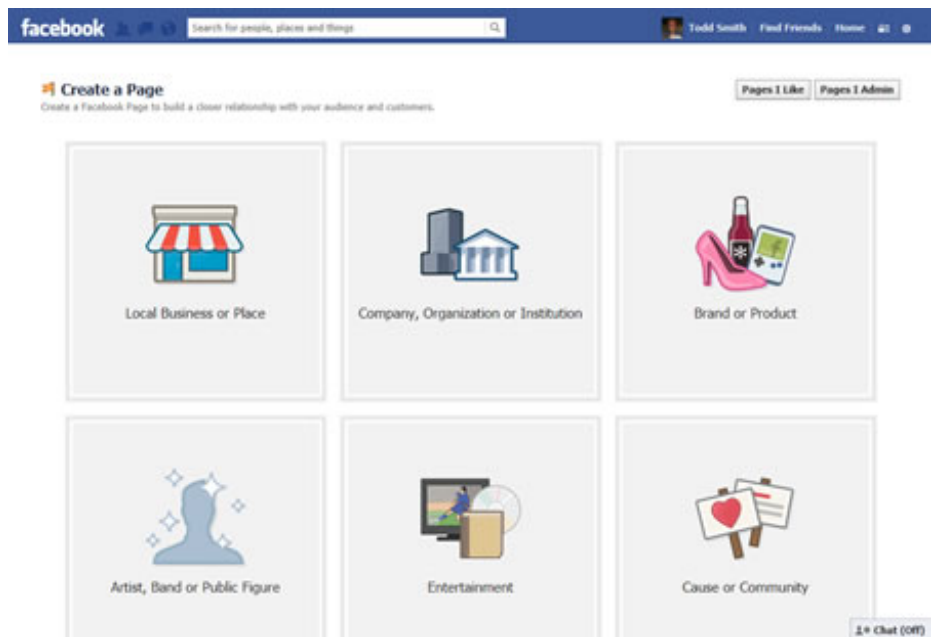 facebook
Search for people, places and things
Todd Smith Find Friends Home
Create a Page
Create a Facebook Page to build a closer relationship with your audience and customers.
Pages I Like Pages I Admin
Local Business or Place
Company, Organization or Institution
Brand or Product
Artist, Band or Public Figure
Entertainment
Cause or Community
Chat (Off)